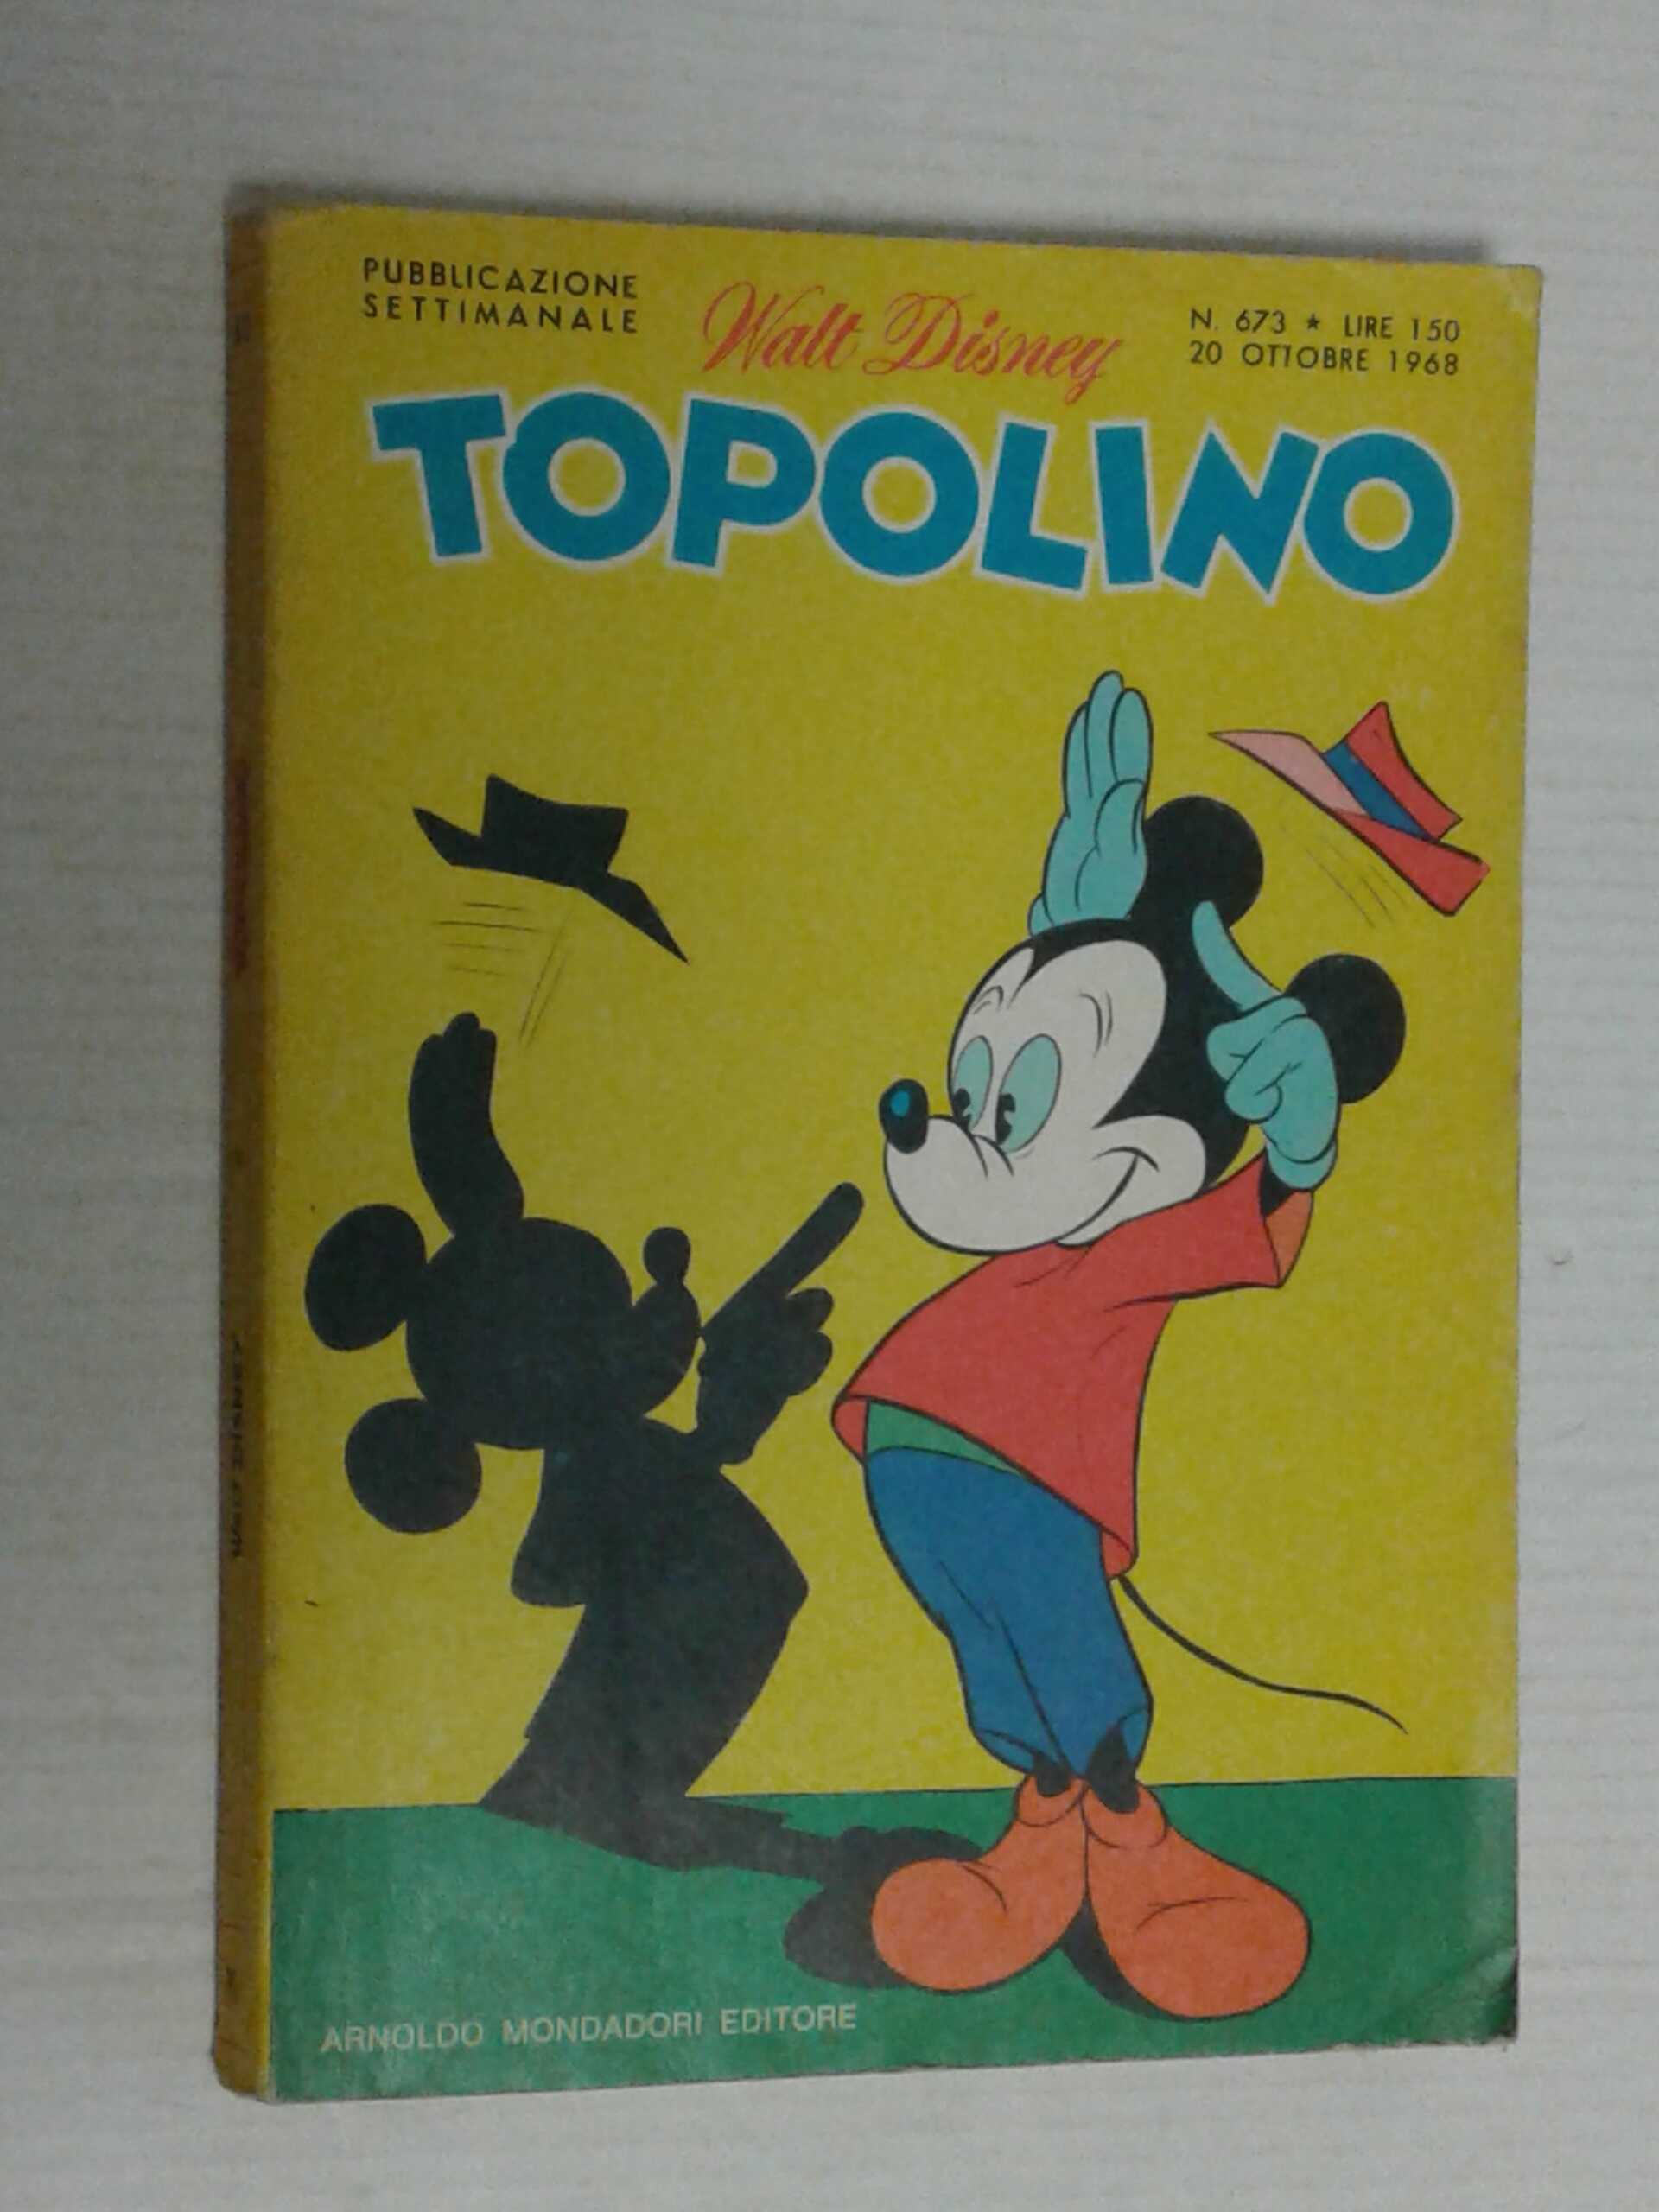 PUBBLICAZIONE
SETTIMANALE
Walt Disney
N. 673 ★ LIRE 150
20 OTTOBRE 1968
TOPOLINO
ARNOLDO MONDADORI EDITORE